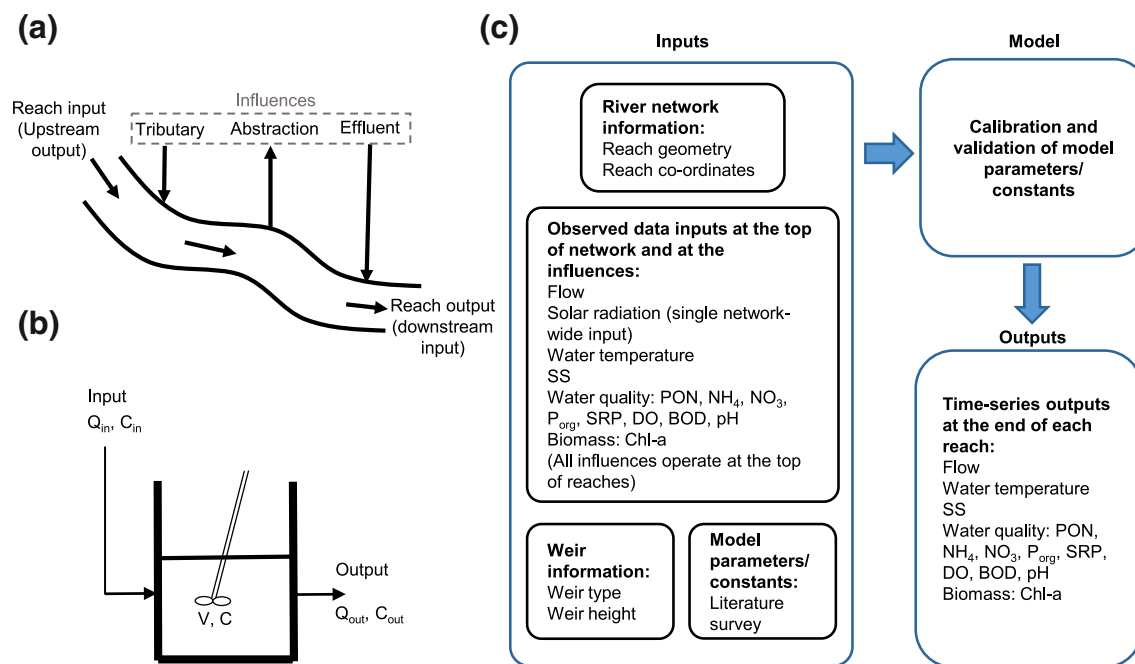 (a)
Influences
Reach input
(Upstream
output)
Tributary
Abstraction
Effluent
Reach output
(downstream
input)
(b)
Input
Q_in, C_in
V, C
Output
Q_out, C_out
(c)
Inputs
River network
information:
Reach geometry
Reach co-ordinates
Observed data inputs at the top
of network and at the
influences:
Flow
Solar radiation (single network-
wide input)
Water temperature
SS
Water quality: PON, NH₄, NO₃,
P_org, SRP, DO, BOD, pH
Biomass: Chl-a
(All influences operate at the top
of reaches)
Weir
information:
Weir type
Weir height
Model
parameters/
constants:
Literature
survey
Model
Calibration and
validation of model
parameters/
constants
Outputs
Time-series outputs
at the end of each
reach:
Flow
Water temperature
SS
Water quality: PON,
NH₄, NO₃, P_org, SRP,
DO, BOD, pH
Biomass: Chl-a